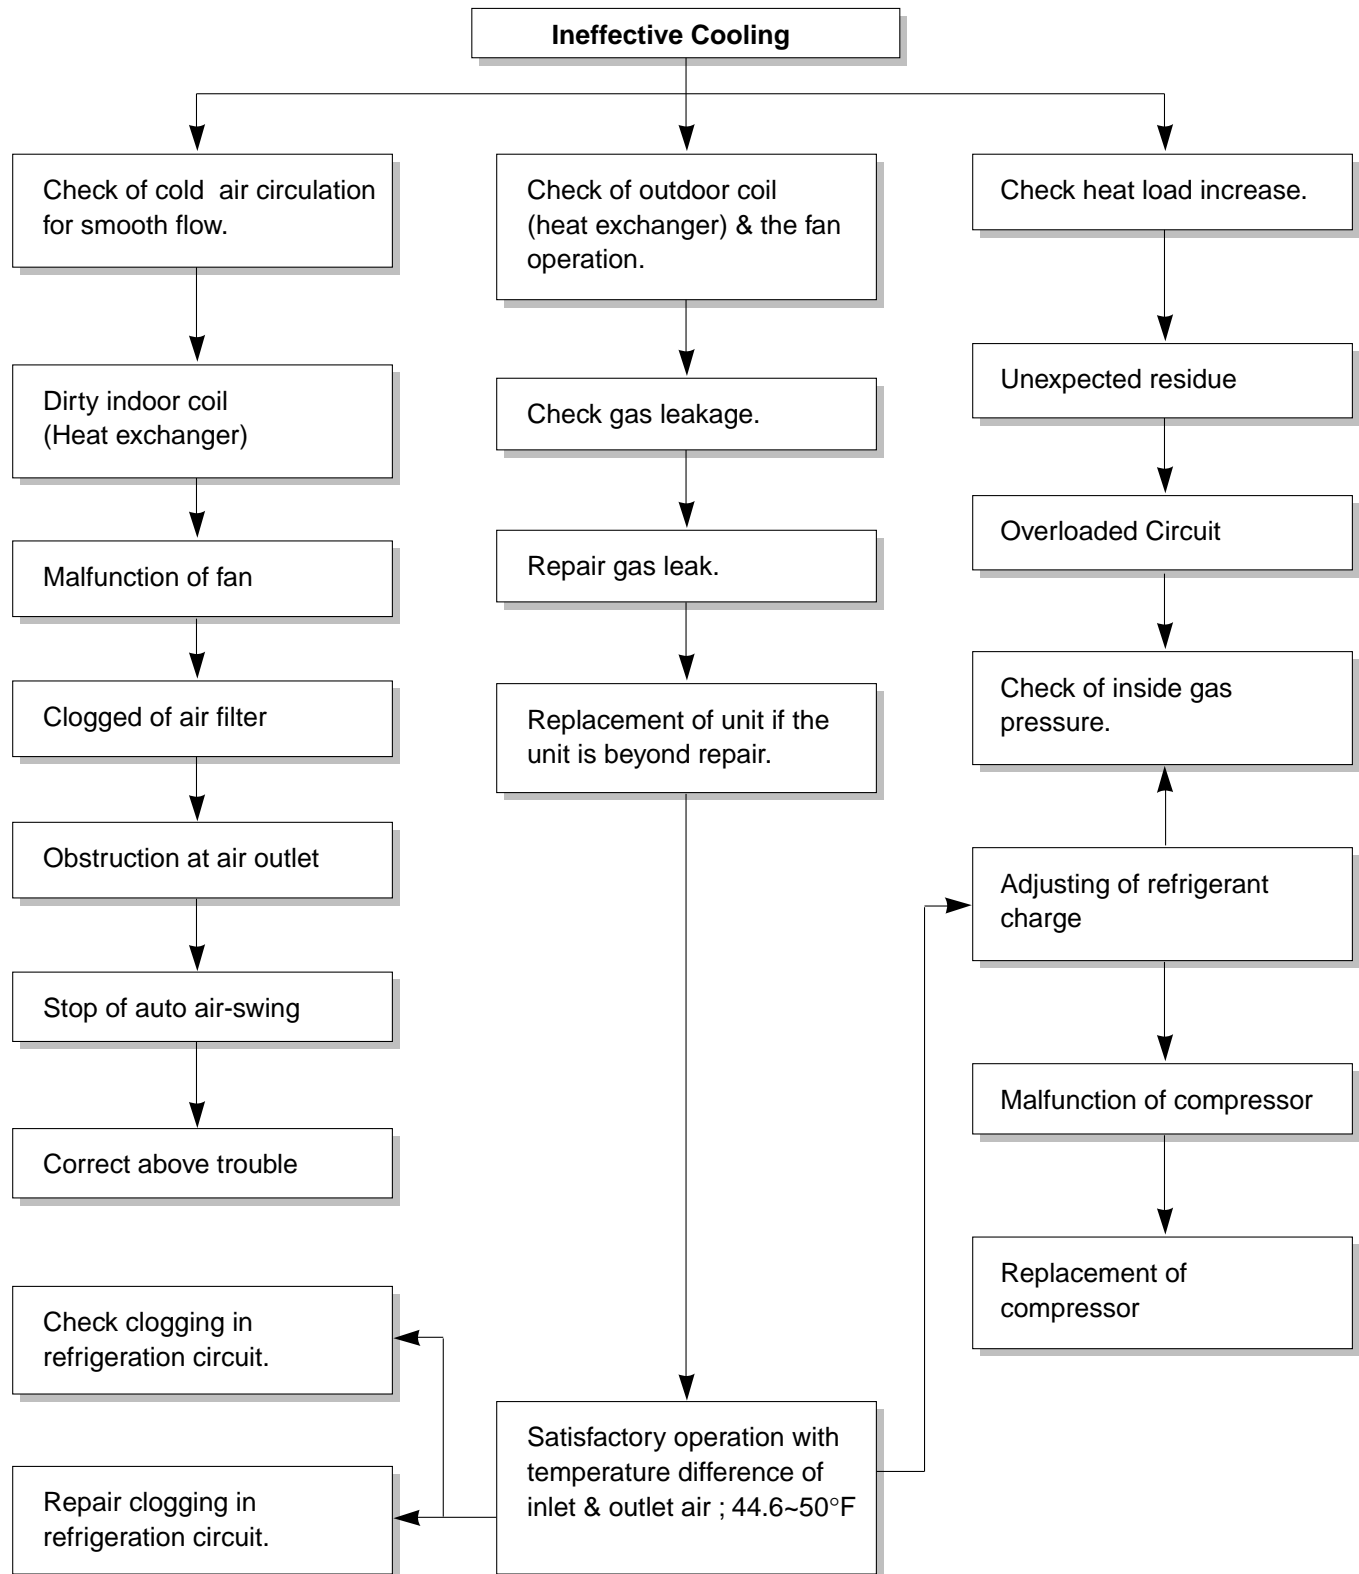 Ineffective Cooling
Check of cold air circulation
for smooth flow.
Dirty indoor coil
(Heat exchanger)
Malfunction of fan
Clogged of air filter
Obstruction at air outlet
Stop of auto air-swing
Correct above trouble
Check clogging in
refrigeration circuit.
Repair clogging in
refrigeration circuit.
Check of outdoor coil
(heat exchanger) & the fan
operation.
Check gas leakage.
Repair gas leak.
Replacement of unit if the
unit is beyond repair.
Satisfactory operation with
temperature difference of
inlet & outlet air ; 44.6~50°F
Check heat load increase.
Unexpected residue
Overloaded Circuit
Check of inside gas
pressure.
Adjusting of refrigerant
charge
Malfunction of compressor
Replacement of
compressor